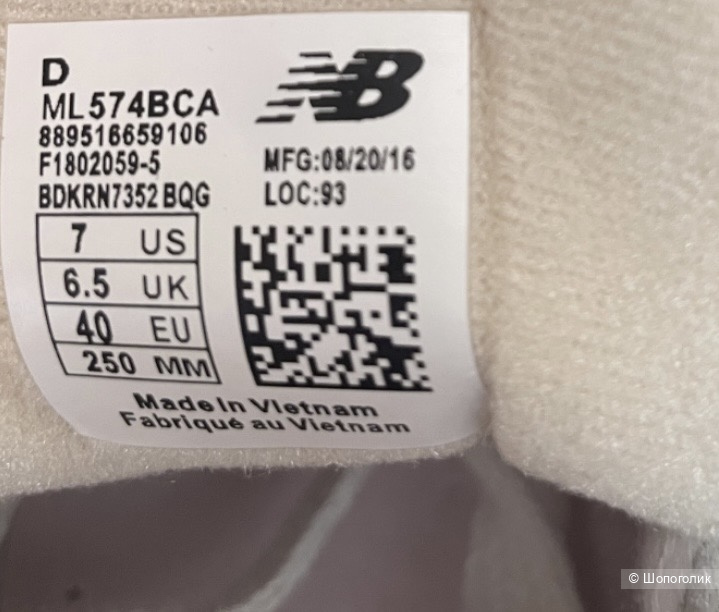 D
ML574BCA
889516659106
F1802059-5
BDKRN7352 BQG
NB
MFG:08/20/16
LOC:93
7 US
6.5 UK
40 EU
250 MM
Made In Vietnam
Fabriqué au Vietnam
© Шопоголик